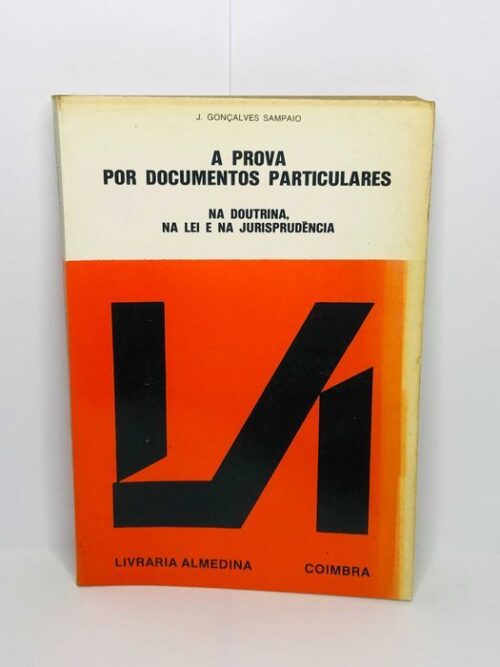 J. GONÇALVES SAMPAIO
A PROVA
POR DOCUMENTOS PARTICULARES
NA DOUTRINA,
NA LEI E NA JURISPRUDÊNCIA
LIVRARIA ALMEDINA COIMBRA